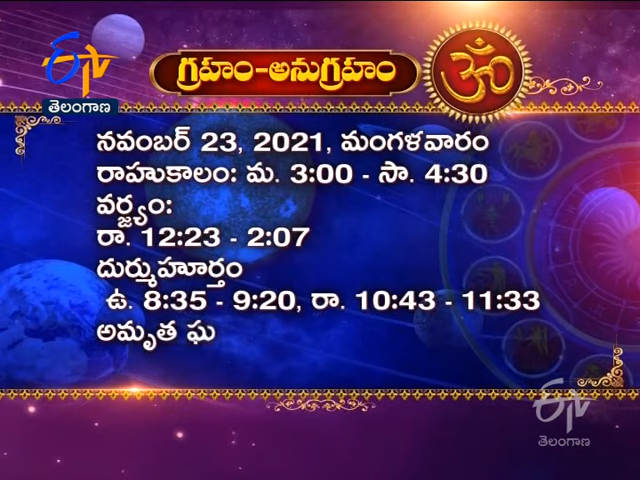 ETV
తెలంగాణ
గ్రహం-అనుగ్రహం
ॐ
నవంబర్ 23, 2021, మంగళవారం
రాహుకాలం: మ. 3:00 - సా. 4:30
వర్జ్యం:
రా. 12:23 - 2:07
దుర్ముహూర్తం
ఉ. 8:35 - 9:20, రా. 10:43 - 11:33
అమృత ఘ
ETV
తెలంగాణ